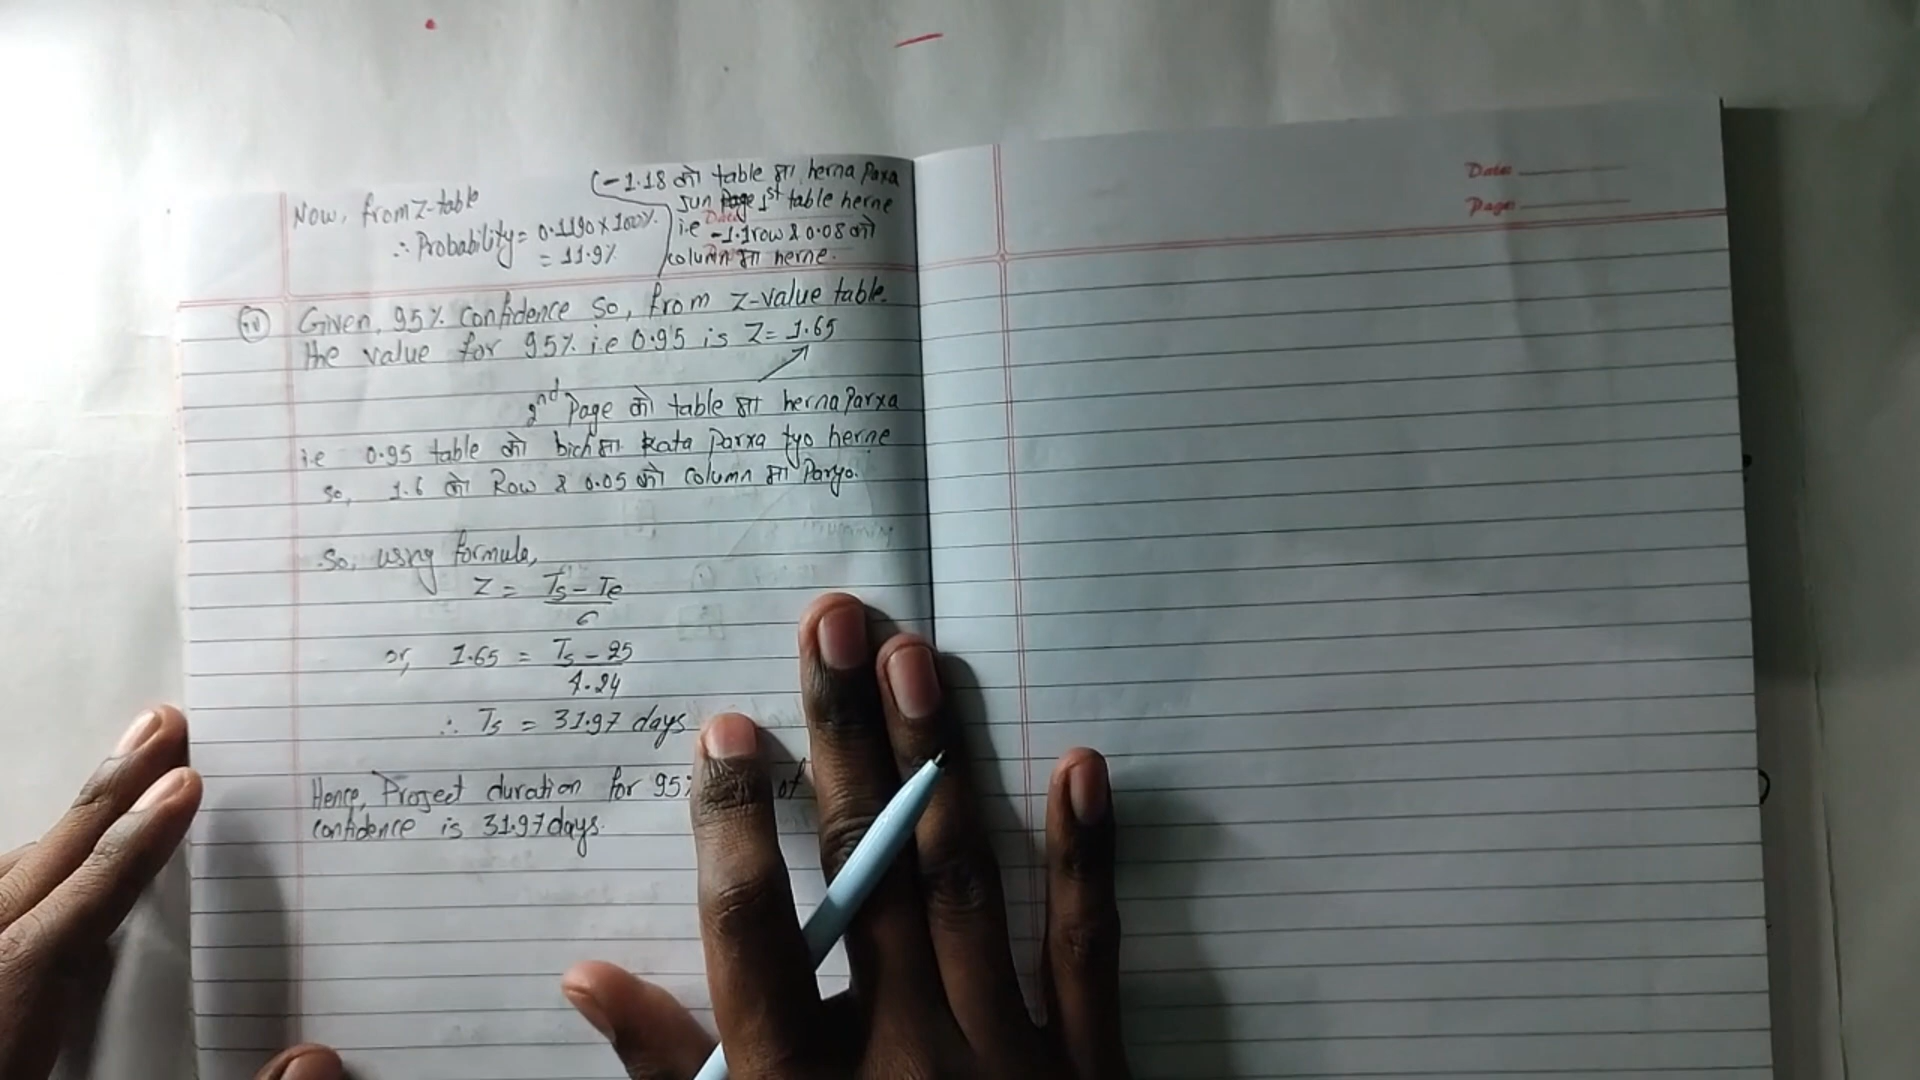 Now, from Z-table
∴ Probability = 0.1190 x 100%
= 11.9%
(-1.18 को table मा herna Paxa
Jun 1st table herne
i.e -1.1 row & 0.08 को
column मा herne.
Date
Given, 95% confidence so, from z-value table
the value for 95% i.e 0.95 is Z = 1.65
2nd Page को table मा herna Parxa
i.e 0.95 table को bich मा kata Parxa tyo herne
so, 1.6 को Row & 0.05 को column मा Paryo.
So, using formula,
Z = Ts - Te
6
or, 1.65 = Ts - 25
4.24
∴ Ts = 31.97 days
Hence, Project duration for 95% of
confidence is 31.97 days.
Date:
Page: